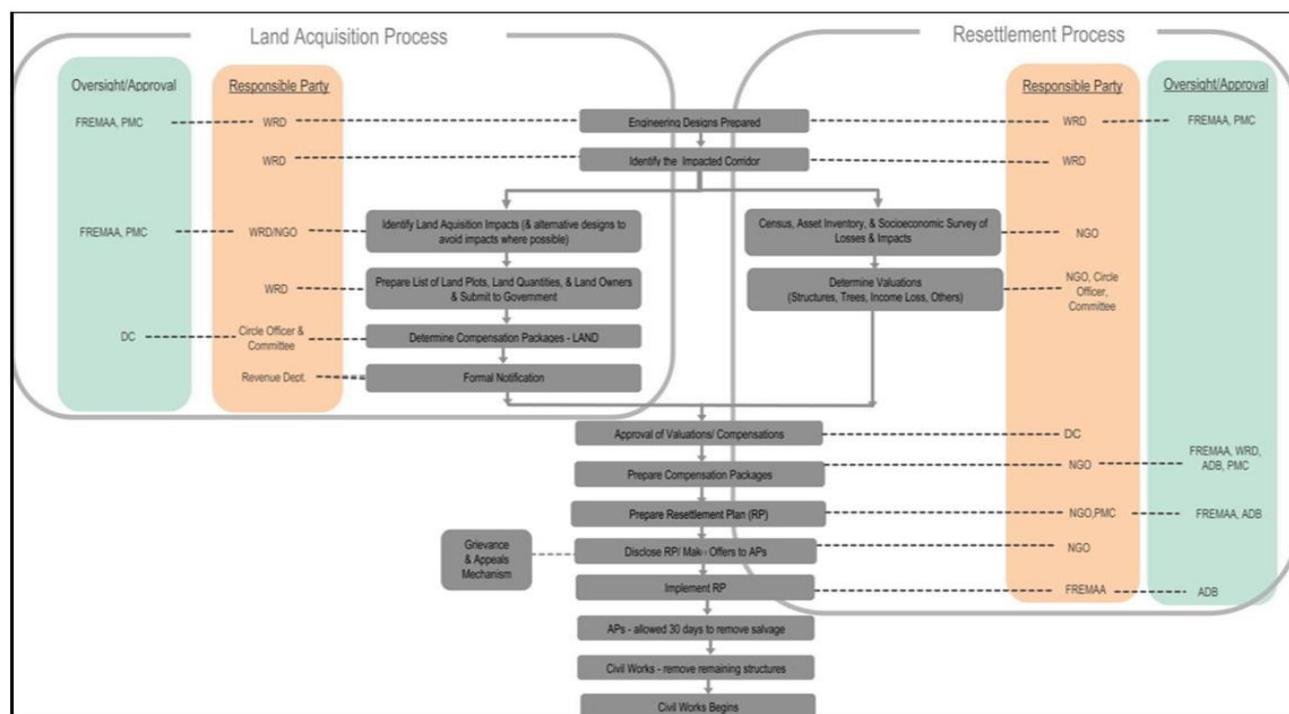 Land Acquisition Process
Resettlement Process
Oversight/Approval
Responsible Party
Responsible Party
Oversight/Approval
FREMAA, PMC
WRD
Engineering Designs Prepared
WRD
FREMAA, PMC
WRD
Identify the Impacted Corridor
WRD
FREMAA, PMC
WRD/NGO
Identify Land Aquisition Impacts (& alternative designs to
avoid impacts where possible)
Census, Asset Inventory, & Socioeconomic Survey of
Losses & Impacts
NGO
WRD
Prepare List of Land Plots, Land Quantities, & Land Owners
& Submit to Government
Determine Valuations
(Structures, Trees, Income Loss, Others)
NGO, Circle
Officer,
Committee
DC
Circle Officer &
Committee
Determine Compensation Packages - LAND
Revenue Dept.
Formal Notification
Approval of Valuations/ Compensations
DC
Prepare Compensation Packages
NGO
FREMAA, WRD,
ADB, PMC
Prepare Resettlement Plan (RP)
NGO,PMC
FREMAA, ADB
Grievance
& Appeals
Mechanism
Disclose RP/ Make Offers to APs
NGO
Implement RP
FREMAA
ADB
APs - allowed 30 days to remove salvage
Civil Works - remove remaining structures
Civil Works Begins